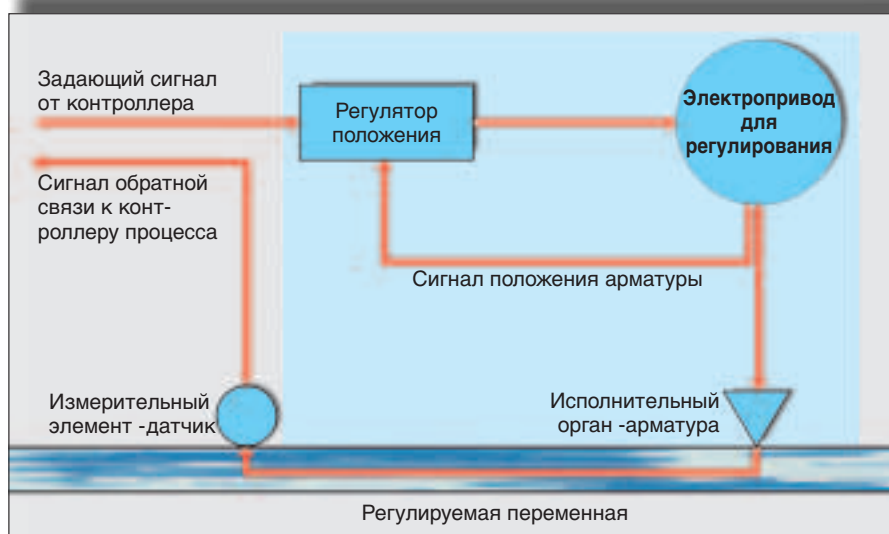 Задающий сигнал
от контроллера
Регулятор
положения
Электропривод
для
регулирования
Сигнал обратной
связи к конт-
роллеру процесса
Сигнал положения арматуры
Измерительный
элемент -датчик
Исполнительный
орган -арматура
Регулируемая переменная